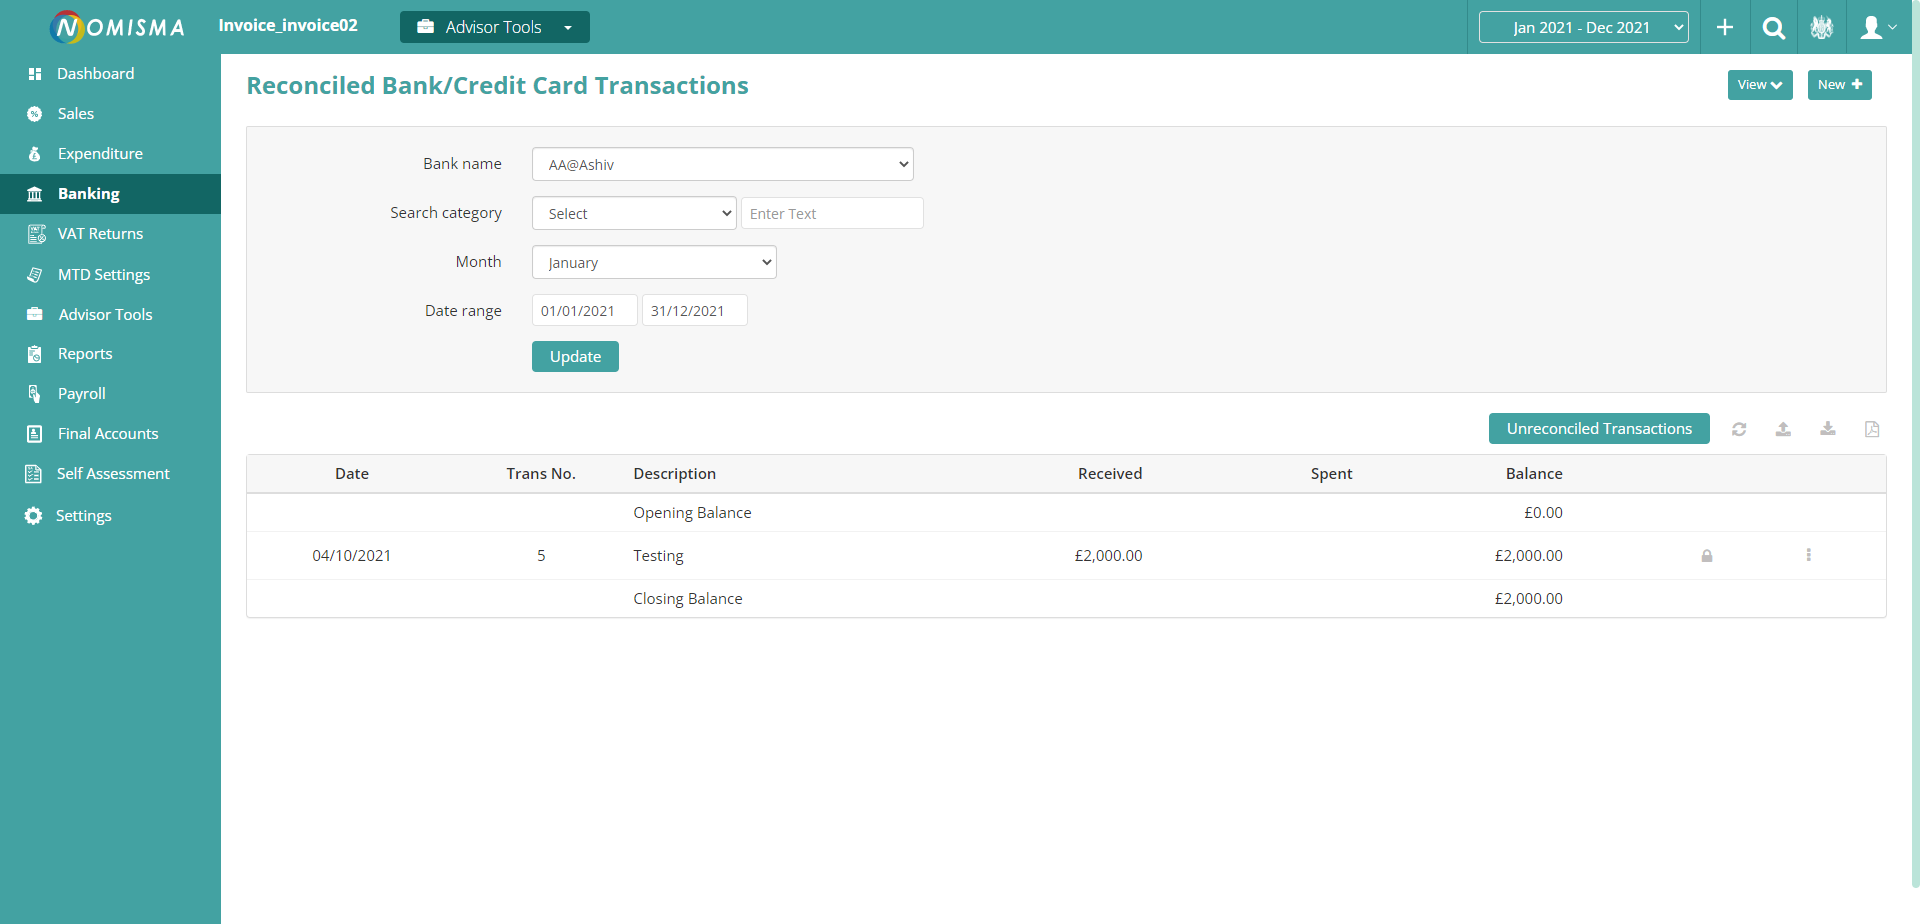 NOMISMA
Invoice_invoice02
Advisor Tools
Jan 2021 - Dec 2021
Dashboard
Sales
Expenditure
Banking
VAT Returns
MTD Settings
Advisor Tools
Reports
Payroll
Final Accounts
Self Assessment
Settings
Reconciled Bank/Credit Card Transactions
View
New
Bank name AA@Ashiv
Search category Select Enter Text
Month January
Date range 01/01/2021 31/12/2021
Update
Unreconciled Transactions
Date Trans No. Description Received Spent Balance
Opening Balance £0.00
04/10/2021 5 Testing £2,000.00 £2,000.00
Closing Balance £2,000.00